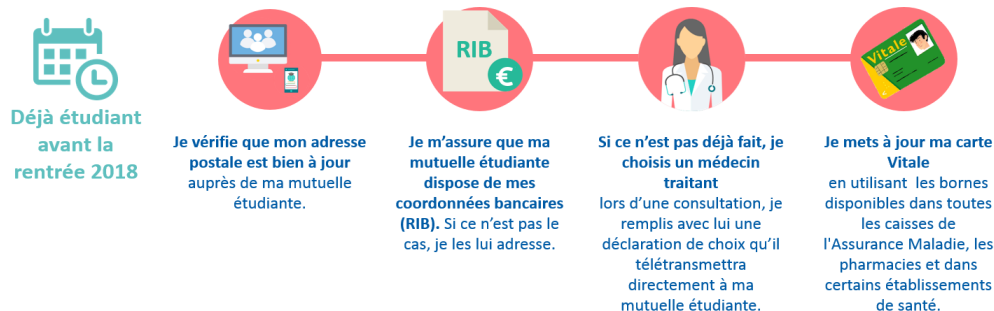 Déjà étudiant
avant la
rentrée 2018
Je vérifie que mon adresse
postale est bien à jour
auprès de ma mutuelle
étudiante.
RIB
€
Je m'assure que ma
mutuelle étudiante
dispose de mes
coordonnées bancaires
(RIB). Si ce n'est pas le
cas, je les lui adresse.
Si ce n'est pas déjà fait, je
choisis un médecin
traitant
lors d'une consultation, je
remplis avec lui une
déclaration de choix qu'il
télétransmettra
directement à ma
mutuelle étudiante.
Vitale
Je mets à jour ma carte
Vitale
en utilisant  les bornes
disponibles dans toutes
les caisses de
l'Assurance Maladie, les
pharmacies et dans
certains établissements
de santé.